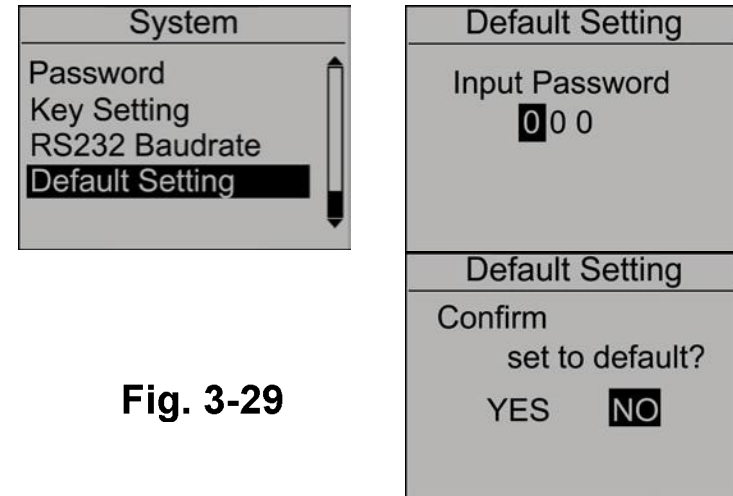 System
Password
Key Setting
RS232 Baudrate
Default Setting
Default Setting
Input Password
0 0 0
Default Setting
Confirm
set to default?
YES NO
Fig. 3-29